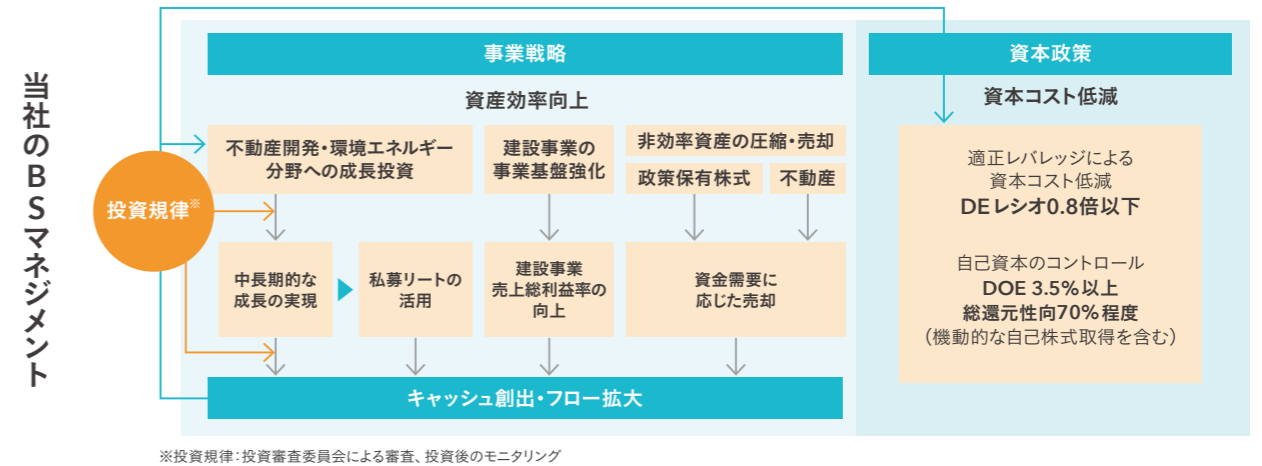 当社のBSマネジメント
事業戦略
資産効率向上
不動産開発・環境エネルギー
分野への成長投資
建設事業の
事業基盤強化
非効率資産の圧縮・売却
政策保有株式
不動産
投資規律※
中長期的な
成長の実現
私募リートの
活用
建設事業
売上総利益率の
向上
資金需要に
応じた売却
キャッシュ創出・フロー拡大
資本政策
資本コスト低減
適正レバレッジによる
資本コスト低減
DEレシオ0.8倍以下
自己資本のコントロール
DOE 3.5%以上
総還元性向70%程度
（機動的な自己株式取得を含む）
※投資規律：投資審査委員会による審査、投資後のモニタリング